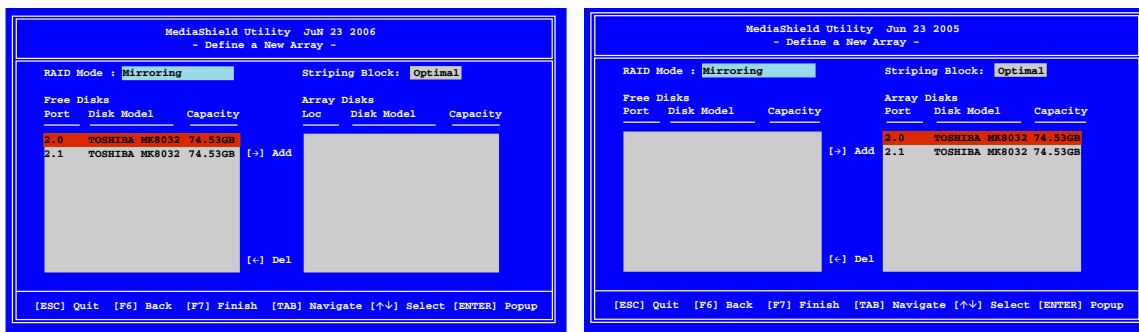 MediaShield Utility JuN 23 2006
- Define a New Array -
RAID Mode : Mirroring Striping Block: Optimal
Free Disks Array Disks
Port Disk Model Capacity Loc Disk Model Capacity
2.0 TOSHIBA MK8032 74.53GB
2.1 TOSHIBA MK8032 74.53GB [→] Add
[←] Del
[ESC] Quit [F6] Back [F7] Finish [TAB] Navigate [↑↓] Select [ENTER] Popup
MediaShield Utility Jun 23 2005
- Define a New Array -
RAID Mode : Mirroring Striping Block: Optimal
Free Disks Array Disks
Port Disk Model Capacity Port Disk Model Capacity
2.0 TOSHIBA MK8032 74.53GB
[→] Add 2.1 TOSHIBA MK8032 74.53GB
[←] Del
[ESC] Quit [F6] Back [F7] Finish [TAB] Navigate [↑↓] Select [ENTER] Popup